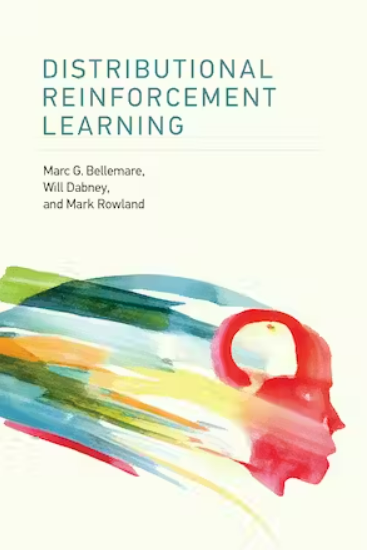 DISTRIBUTIONAL
REINFORCEMENT
LEARNING
Marc G. Bellemare,
Will Dabney,
and Mark Rowland